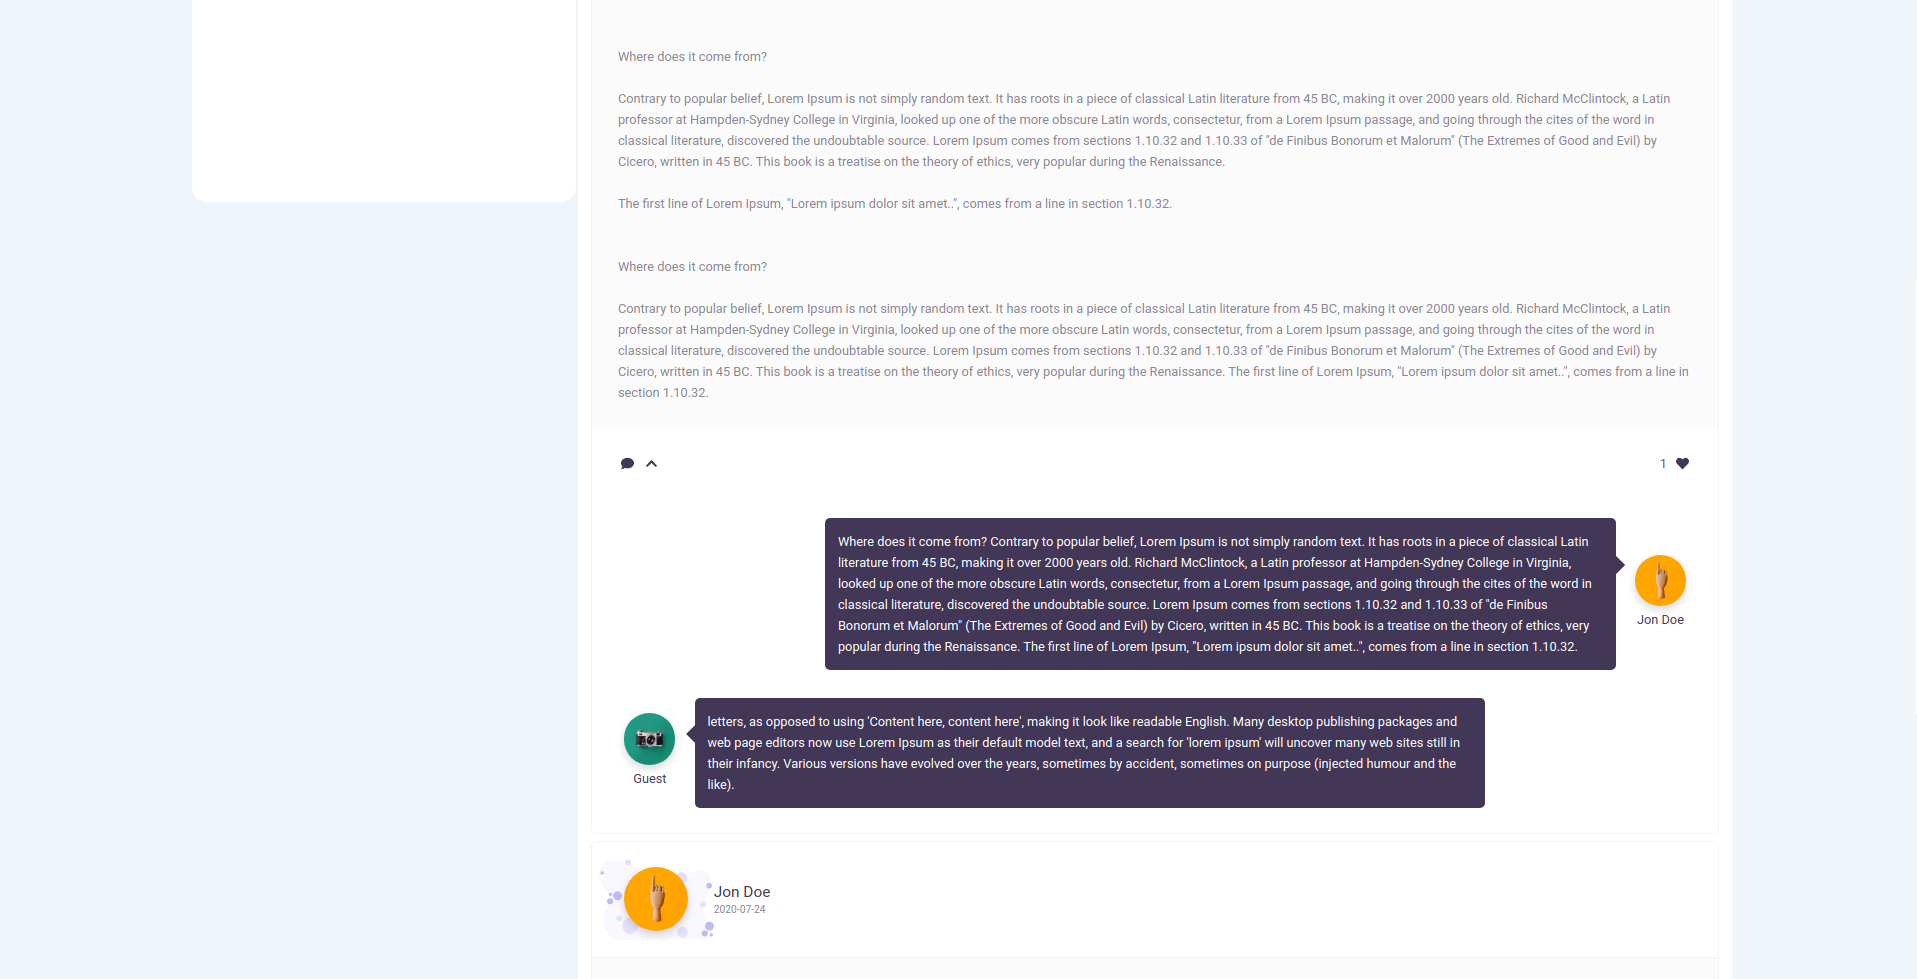 Where does it come from?
Contrary to popular belief, Lorem Ipsum is not simply random text. It has roots in a piece of classical Latin literature from 45 BC, making it over 2000 years old. Richard McClintock, a Latin
professor at Hampden-Sydney College in Virginia, looked up one of the more obscure Latin words, consectetur, from a Lorem Ipsum passage, and going through the cites of the word in
classical literature, discovered the undoubtable source. Lorem Ipsum comes from sections 1.10.32 and 1.10.33 of "de Finibus Bonorum et Malorum" (The Extremes of Good and Evil) by
Cicero, written in 45 BC. This book is a treatise on the theory of ethics, very popular during the Renaissance.
The first line of Lorem Ipsum, "Lorem ipsum dolor sit amet..", comes from a line in section 1.10.32.
Where does it come from?
Contrary to popular belief, Lorem Ipsum is not simply random text. It has roots in a piece of classical Latin literature from 45 BC, making it over 2000 years old. Richard McClintock, a Latin
professor at Hampden-Sydney College in Virginia, looked up one of the more obscure Latin words, consectetur, from a Lorem Ipsum passage, and going through the cites of the word in
classical literature, discovered the undoubtable source. Lorem Ipsum comes from sections 1.10.32 and 1.10.33 of "de Finibus Bonorum et Malorum" (The Extremes of Good and Evil) by
Cicero, written in 45 BC. This book is a treatise on the theory of ethics, very popular during the Renaissance. The first line of Lorem Ipsum, "Lorem ipsum dolor sit amet..", comes from a line in
section 1.10.32.
1
Where does it come from? Contrary to popular belief, Lorem Ipsum is not simply random text. It has roots in a piece of classical Latin
literature from 45 BC, making it over 2000 years old. Richard McClintock, a Latin professor at Hampden-Sydney College in Virginia,
looked up one of the more obscure Latin words, consectetur, from a Lorem Ipsum passage, and going through the cites of the word in
classical literature, discovered the undoubtable source. Lorem Ipsum comes from sections 1.10.32 and 1.10.33 of "de Finibus
Bonorum et Malorum" (The Extremes of Good and Evil) by Cicero, written in 45 BC. This book is a treatise on the theory of ethics, very
popular during the Renaissance. The first line of Lorem Ipsum, "Lorem ipsum dolor sit amet..", comes from a line in section 1.10.32.
Jon Doe
letters, as opposed to using 'Content here, content here', making it look like readable English. Many desktop publishing packages and
web page editors now use Lorem Ipsum as their default model text, and a search for 'lorem ipsum' will uncover many web sites still in
their infancy. Various versions have evolved over the years, sometimes by accident, sometimes on purpose (injected humour and the
like).
Guest
Jon Doe
2020-07-24